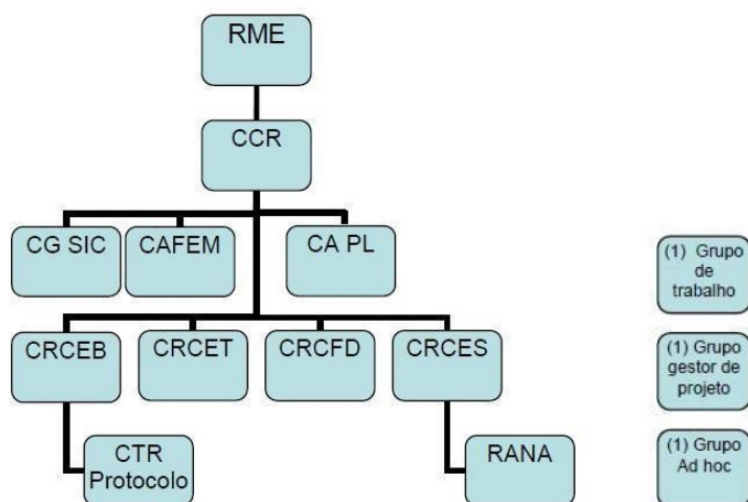 RME
CCR
CG SIC
CAFEM
CA PL
CRCEB
CRCET
CRCFD
CRCES
CTR
Protocolo
RANA
(1) Grupo
de
trabalho
(1) Grupo
gestor de
projeto
(1) Grupo
Ad hoc